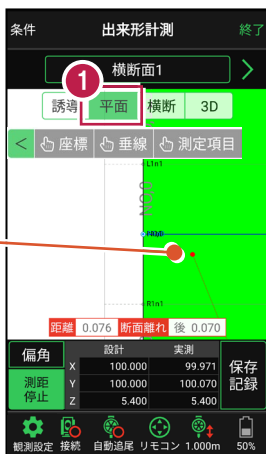 条件 出来形計測 終了
横断面1 >
1
誘導 平面 横断 3D
< 座標 垂線 測定項目
L1n1
NO.0
R1n1
距離 0.076 断面離れ 後 0.070
偏角 設計 実測
X 100.000 99.971
測距停止 Y 100.000 100.070 保存記録
Z 5.400 5.400
観測設定 接続 自動追尾 リモコン 1.000m 50%